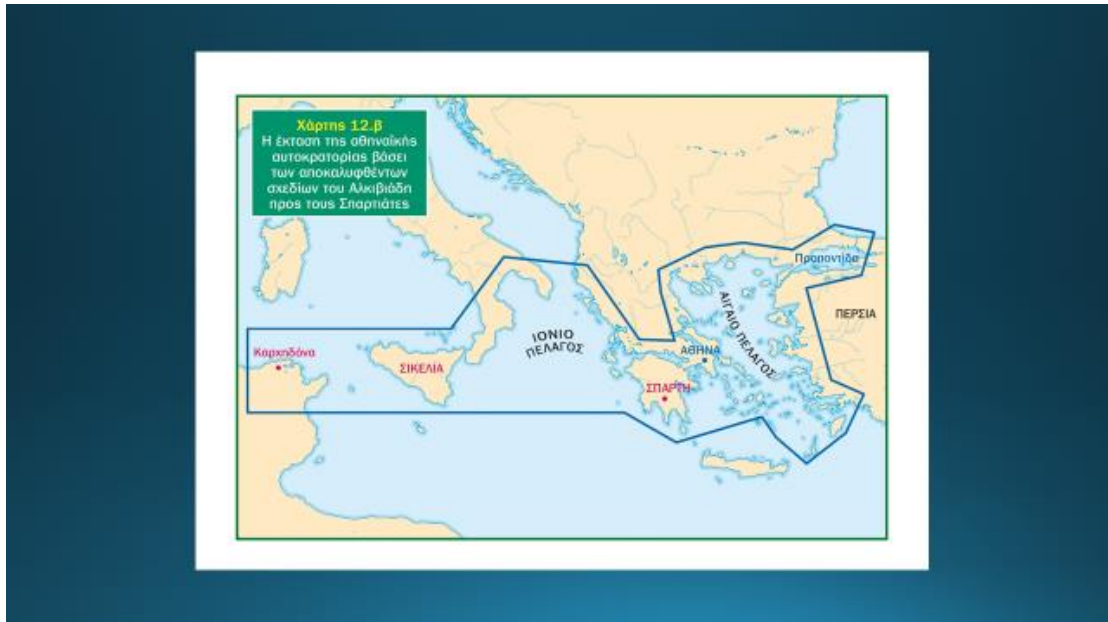 Χάρτης 12.β
Η έκταση της αθηναϊκής
αυτοκρατορίας βάσει
των αποκαλυφθέντων
σχεδίων του Αλκιβιάδη
προς τους Σπαρτιάτες
Προποντίδα
ΠΕΡΣΙΑ
ΑΙΓΑΙΟ ΠΕΛΑΓΟΣ
ΙΟΝΙΟ
ΠΕΛΑΓΟΣ
Καρχηδόνα
ΑΘΗΝΑ
ΣΙΚΕΛΙΑ
ΣΠΑΡΤΗ